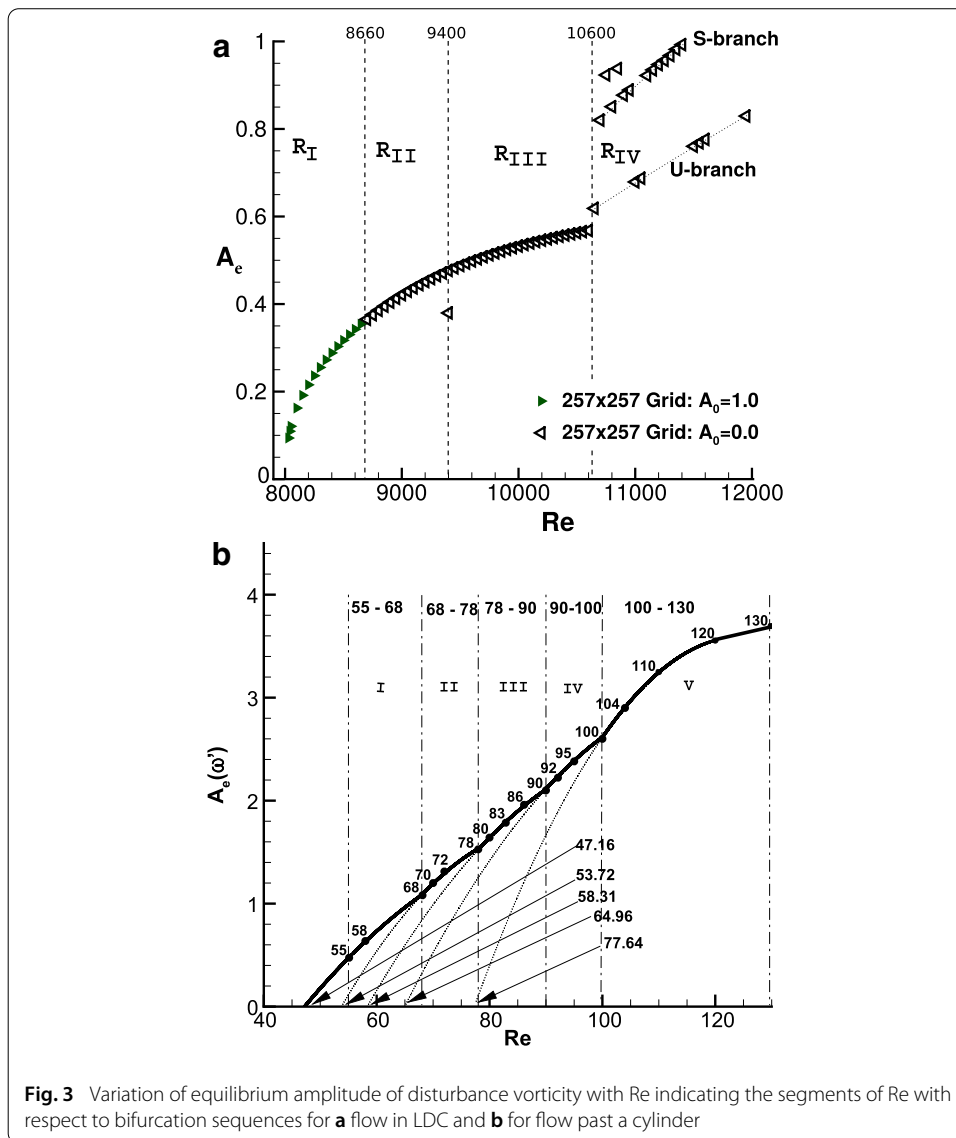 a
8660 9400 10600
1
S-branch
0.8
R_I R_II R_III R_IV
U-branch
0.6
A_e
0.4
0.2
257x257 Grid: A_0=1.0
257x257 Grid: A_0=0.0
0
8000 9000 10000 11000 12000
Re
b
4
55 - 68 68 - 78 78 - 90 90-100 100 - 130
130
120
110
I II III IV V
3
104
100
95
92
90
2
86
83
80
78
72
70
68
1
58
55
47.16
53.72
58.31
64.96
77.64
A_e(ω')
0
40 60 80 100 120
Re
Fig. 3 Variation of equilibrium amplitude of disturbance vorticity with Re indicating the segments of Re with
respect to bifurcation sequences for a flow in LDC and b for flow past a cylinder